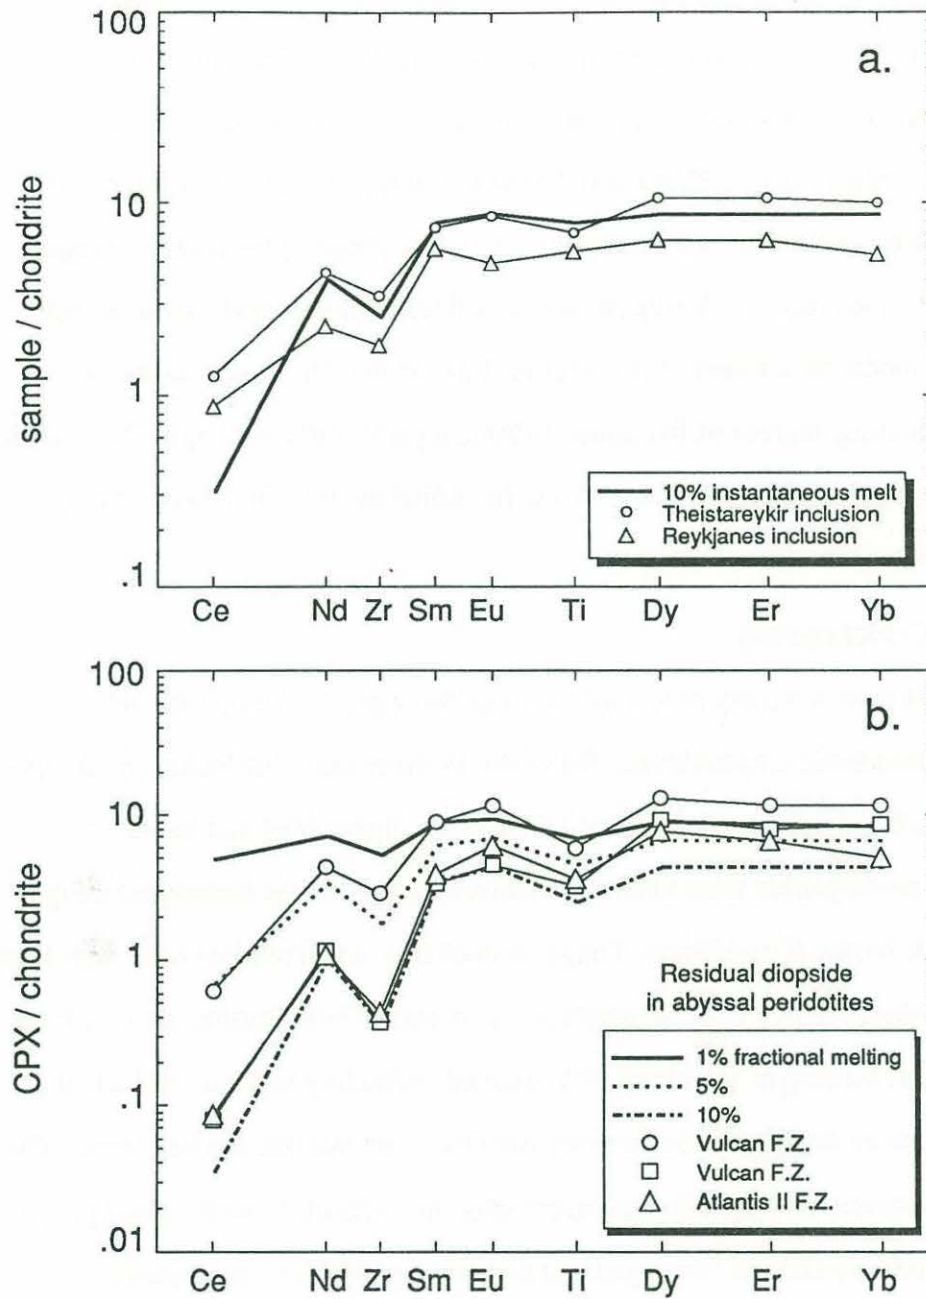 100
a.
10
1
.1
sample / chondrite
10% instantaneous melt
Theistareykir inclusion
Reykjanes inclusion
Ce Nd Zr Sm Eu Ti Dy Er Yb
100
b.
10
1
.1
.01
CPX / chondrite
Residual diopside
in abyssal peridotites
1% fractional melting
5%
10%
Vulcan F.Z.
Vulcan F.Z.
Atlantis II F.Z.
Ce Nd Zr Sm Eu Ti Dy Er Yb